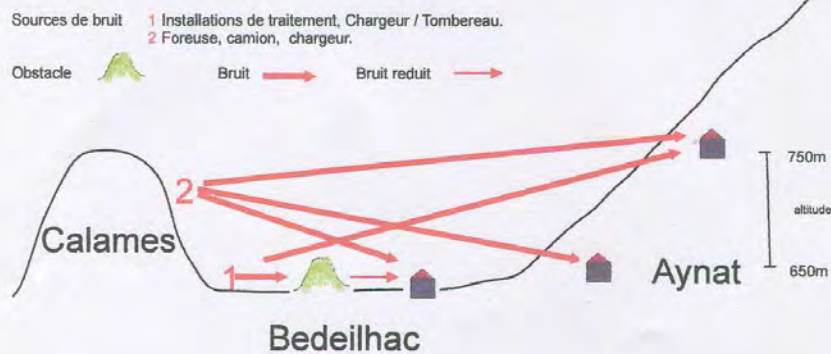 Sources de bruit 1 Installations de traitement, Chargeur / Tombereau.
2 Foreuse, camion, chargeur.
Obstacle Bruit Bruit reduit
750m
2
altitude
Calames
1
Aynat
650m
Bedeilhac